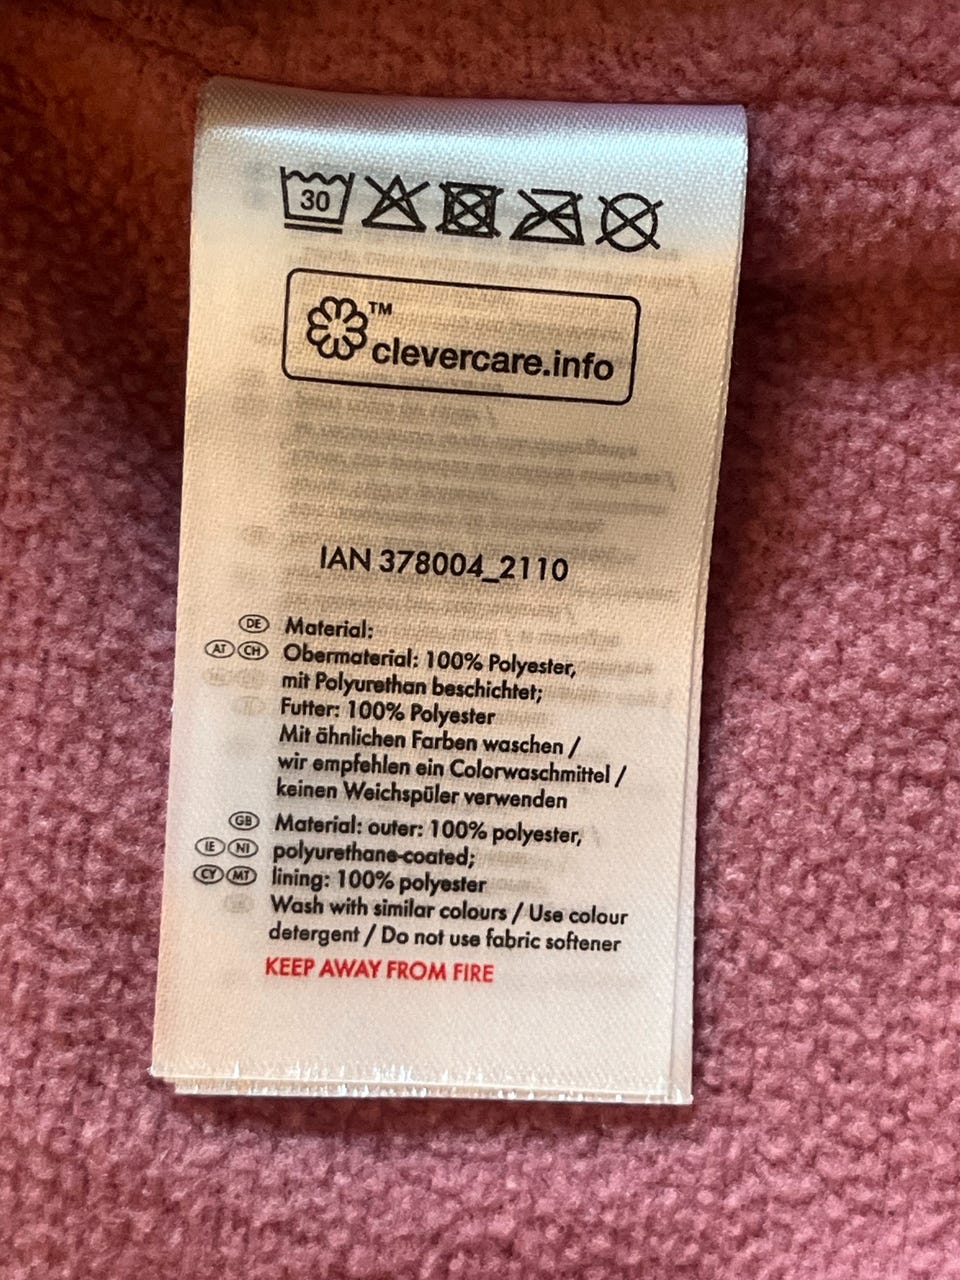 30
TM
clevercare.info
IAN 378004_2110
DE Material:
AT CH Obermaterial: 100% Polyester,
mit Polyurethan beschichtet;
Futter: 100% Polyester
Mit ähnlichen Farben waschen /
wir empfehlen ein Colorwaschmittel /
keinen Weichspüler verwenden
GB Material: outer: 100% polyester,
IE NI polyurethane-coated;
CY MT lining: 100% polyester
Wash with similar colours / Use colour
detergent / Do not use fabric softener
KEEP AWAY FROM FIRE